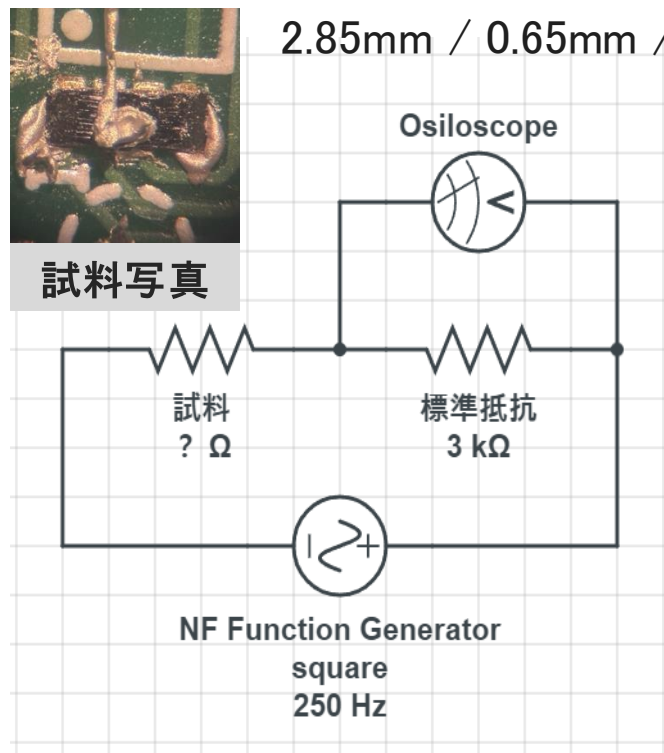 2.85mm / 0.65mm /
Osiloscope
試料写真
試料
? Ω
標準抵抗
3 kΩ
NF Function Generator
square
250 Hz